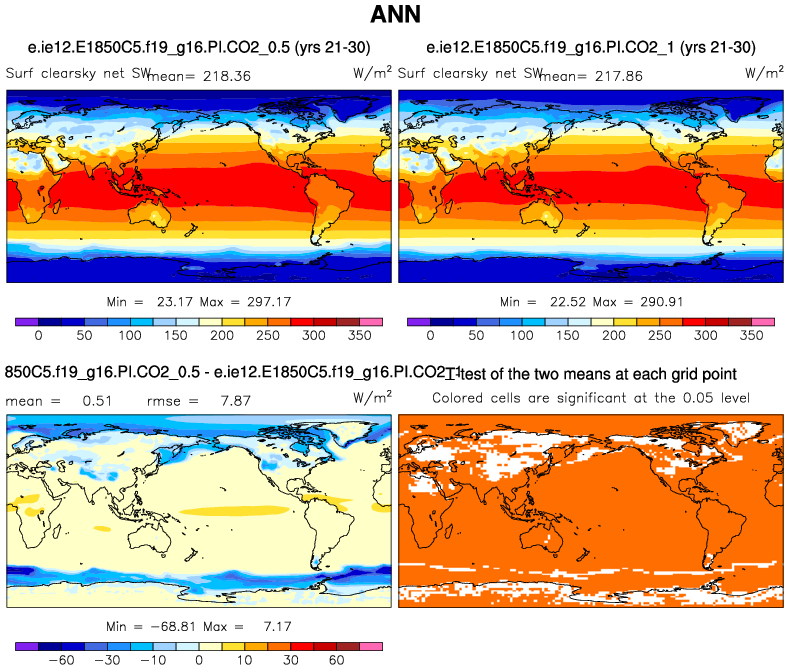 ANN
e.ie12.E1850C5.f19_g16.PI.CO2_0.5 (yrs 21-30)
e.ie12.E1850C5.f19_g16.PI.CO2_1 (yrs 21-30)
Surf clearsky net SW mean= 218.36 W/m²
Surf clearsky net SW mean= 217.86 W/m²
Min = 23.17 Max = 297.17
Min = 22.52 Max = 290.91
0 50 100 150 200 250 300 350
0 50 100 150 200 250 300 350
850C5.f19_g16.PI.CO2_0.5 - e.ie12.E1850C5.f19_g16.PI.CO2_1
T-test of the two means at each grid point
mean = 0.51 rmse = 7.87 W/m²
Colored cells are significant at the 0.05 level
Min = −68.81 Max = 7.17
−60 −30 −10 0 10 30 60